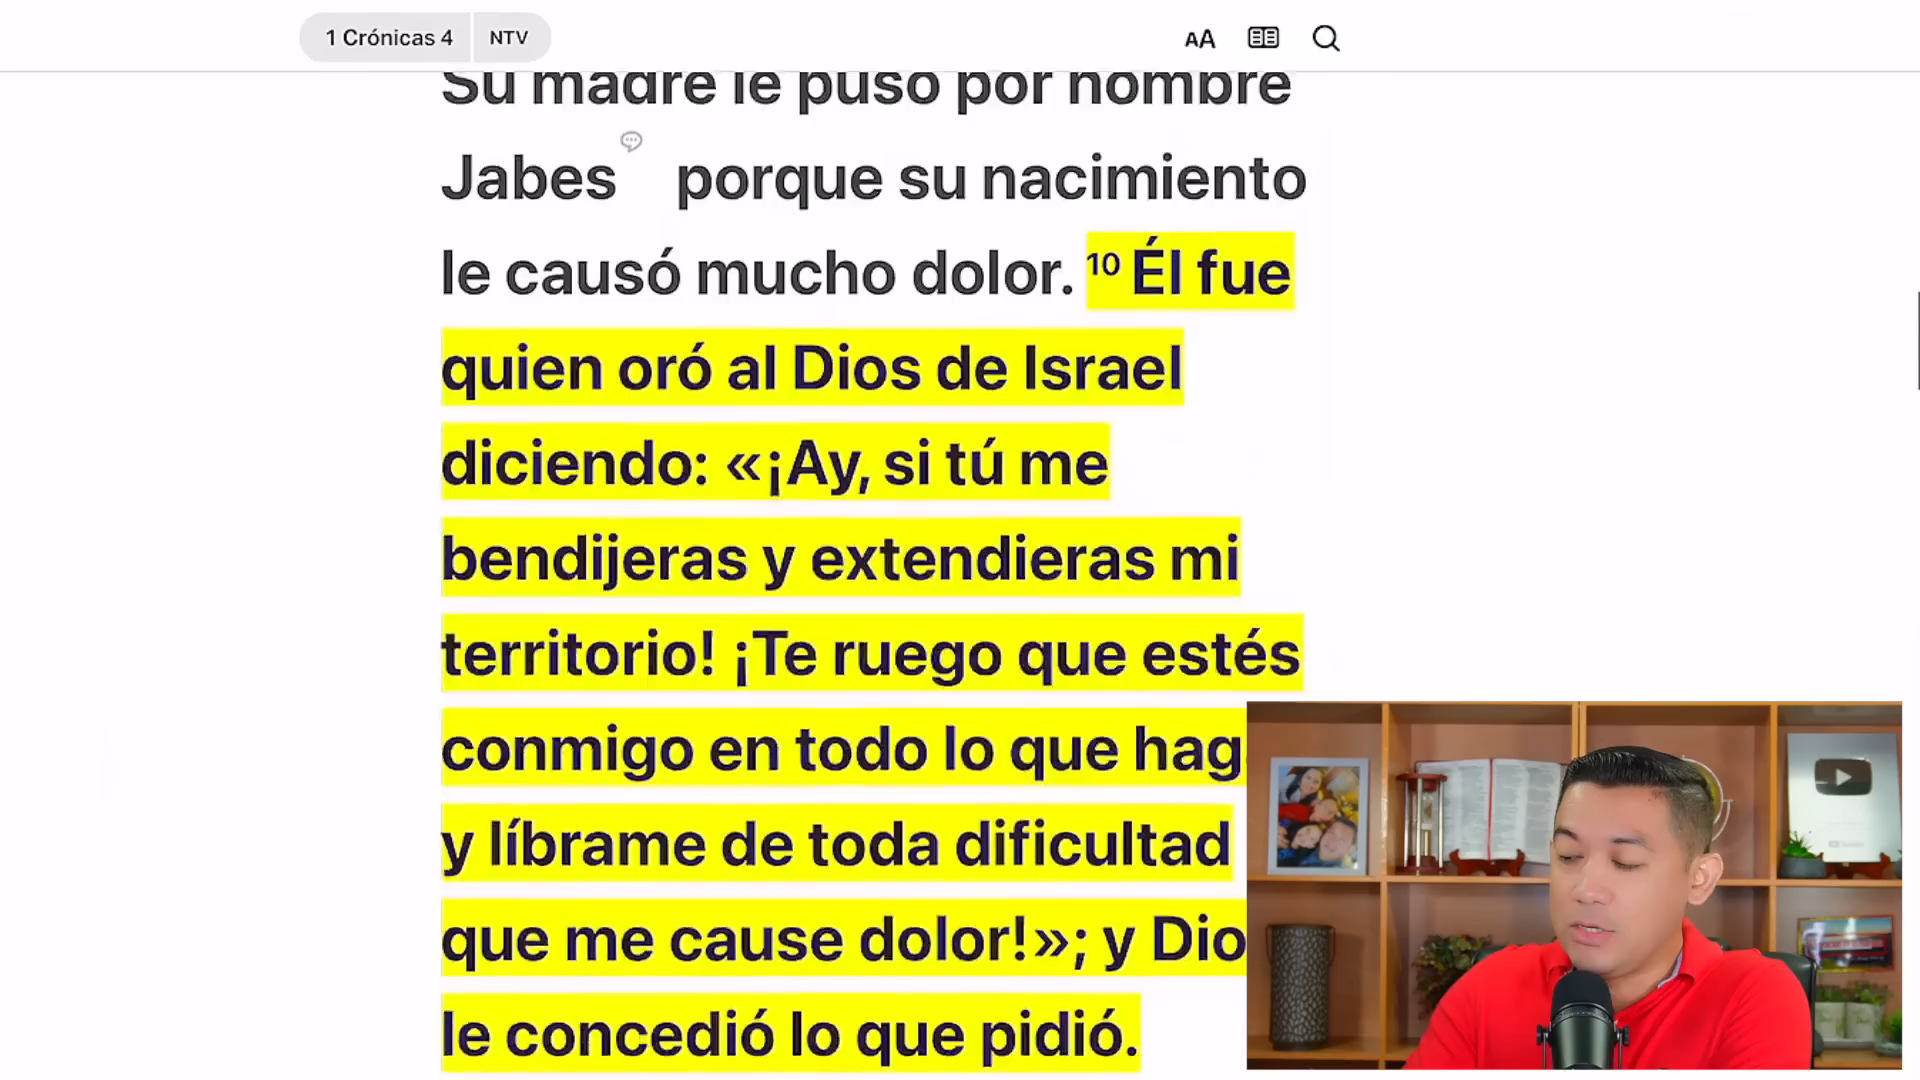 1 Crónicas 4 NTV AA
Su madre le puso por nombre
Jabes porque su nacimiento
le causó mucho dolor. 10 Él fue
quien oró al Dios de Israel
diciendo: «¡Ay, si tú me
bendijeras y extendieras mi
territorio! ¡Te ruego que estés
conmigo en todo lo que hag
y líbrame de toda dificultad
que me cause dolor!»; y Dio
le concedió lo que pidió.